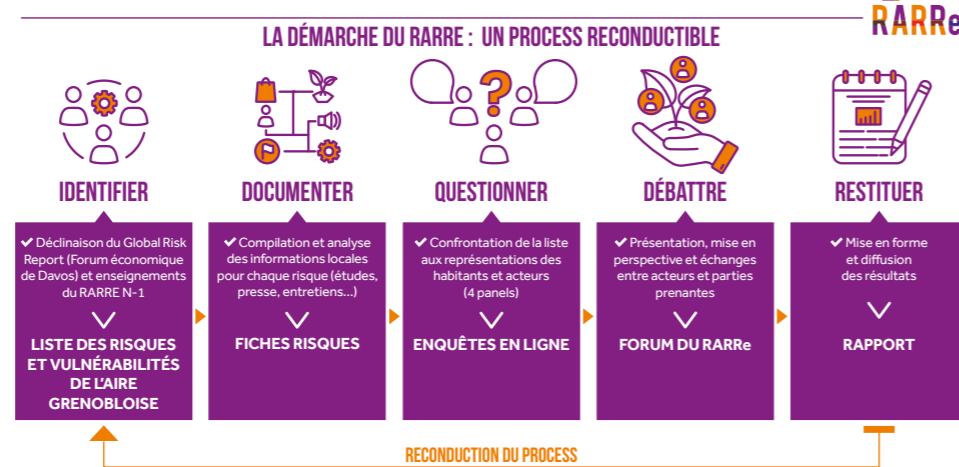 RARRe
LA DÉMARCHE DU RARRE : UN PROCESS RECONDUCTIBLE
?
IDENTIFIER
✓ Déclinaison du Global Risk
Report (Forum économique
de Davos) et enseignements
du RARRE N-1
LISTE DES RISQUES
ET VULNÉRABILITÉS
DE L'AIRE
GRENOBLOISE
DOCUMENTER
✓ Compilation et analyse
des informations locales
pour chaque risque (études,
presse, entretiens...)
FICHES RISQUES
QUESTIONNER
✓ Confrontation de la liste
aux représentations des
habitants et acteurs
(4 panels)
ENQUÊTES EN LIGNE
DÉBATTRE
✓ Présentation, mise en
perspective et échanges
entre acteurs et parties
prenantes
FORUM DU RARRe
RESTITUER
✓ Mise en forme
et diffusion
des résultats
RAPPORT
RECONDUCTION DU PROCESS